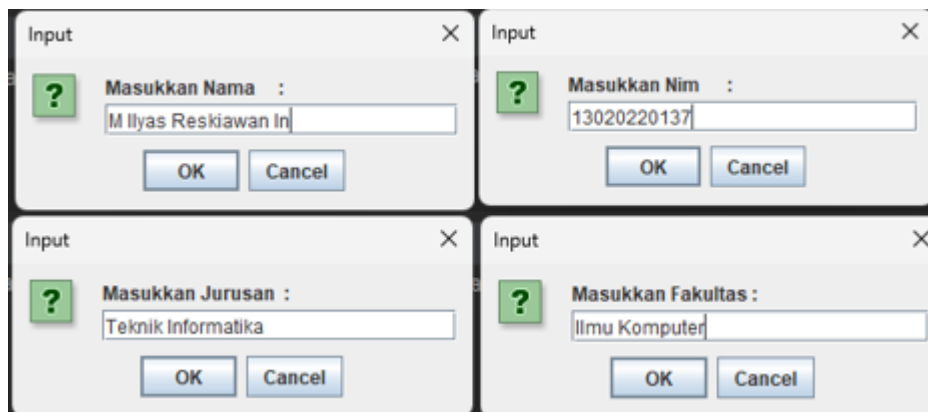 Input
Masukkan Nama :
M Ilyas Reskiawan In
OK Cancel
Input
Masukkan Nim :
13020220137
OK Cancel
Input
Masukkan Jurusan :
Teknik Informatika
OK Cancel
Input
Masukkan Fakultas :
Ilmu Komputer
OK Cancel